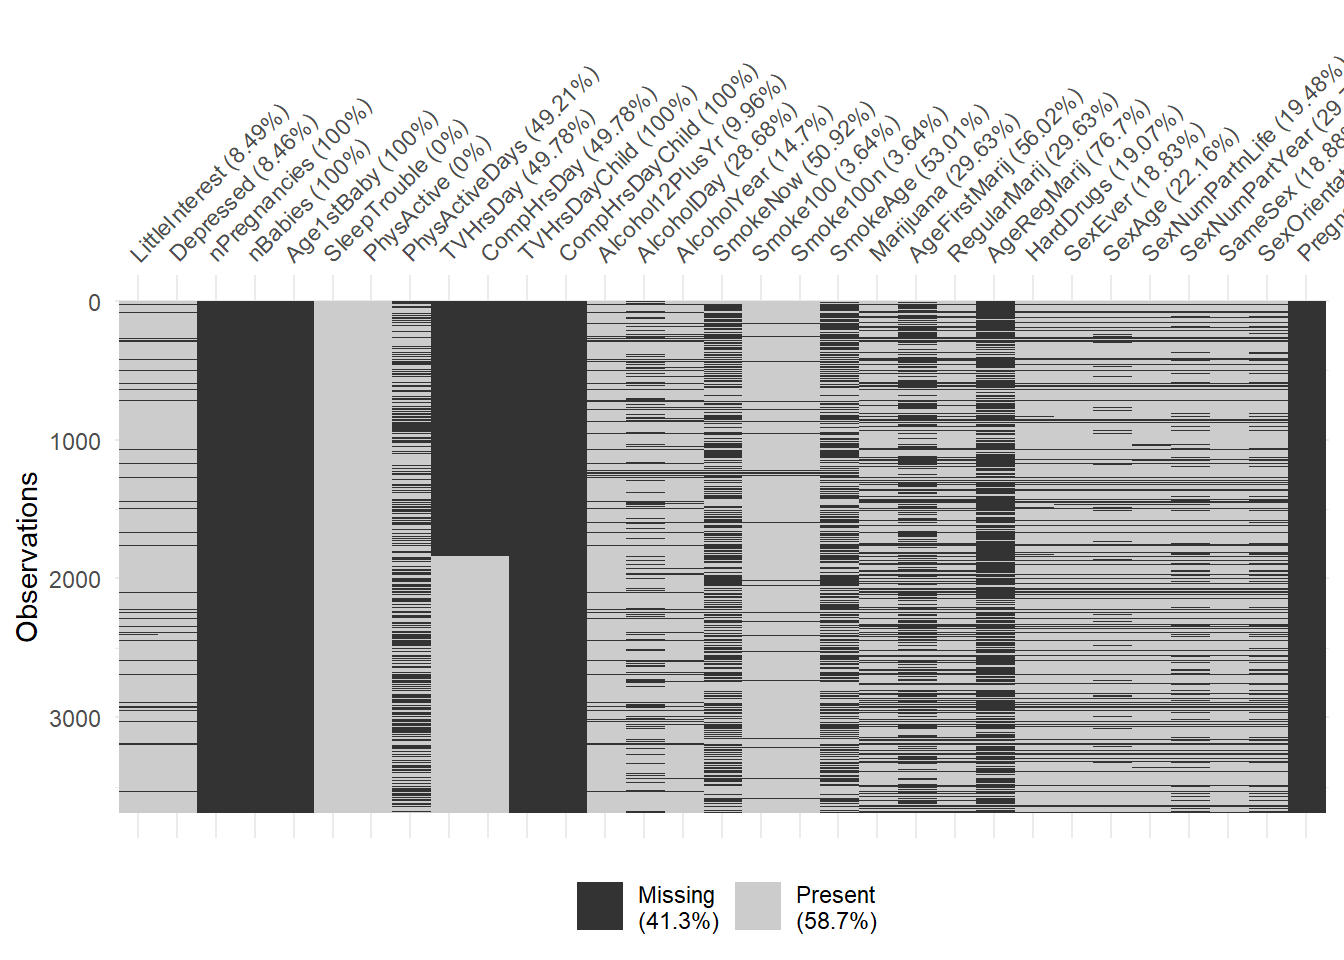 LittleInterest (8.49%)
Depressed (8.46%)
nPregnancies (100%)
nBabies (100%)
Age1stBaby (100%)
SleepTrouble (0%)
PhysActive (0%)
PhysActiveDays (49.21%)
TVHrsDay (49.78%)
CompHrsDay (49.78%)
TVHrsDayChild (100%)
CompHrsDayChild (100%)
Alcohol12PlusYr (9.96%)
AlcoholDay (28.68%)
AlcoholYear (14.7%)
SmokeNow (50.92%)
Smoke100 (3.64%)
Smoke100n (3.64%)
SmokeAge (53.01%)
Marijuana (29.63%)
AgeFirstMarij (56.02%)
RegularMarij (29.63%)
AgeRegMarij (76.7%)
HardDrugs (19.07%)
SexEver (18.83%)
SexAge (22.16%)
SexNumPartnLife (19.48%)
SexNumPartYear (29.
SameSex (18.88
SexOrientat
Pregn
0
1000
2000
3000
Observations
Missing
(41.3%)
Present
(58.7%)